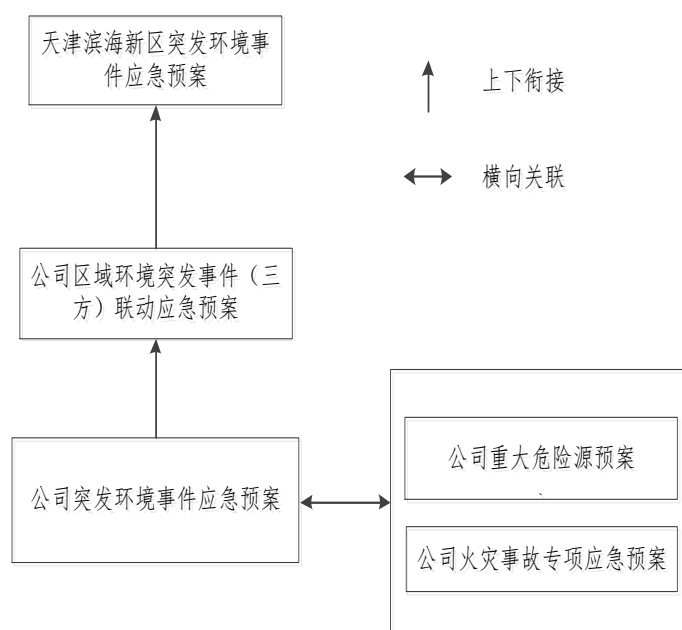 天津滨海新区突发环境事
件应急预案
上下衔接
横向关联
公司区域环境突发事件（三
方）联动应急预案
公司突发环境事件应急预案
公司重大危险源预案
、
公司火灾事故专项应急预案